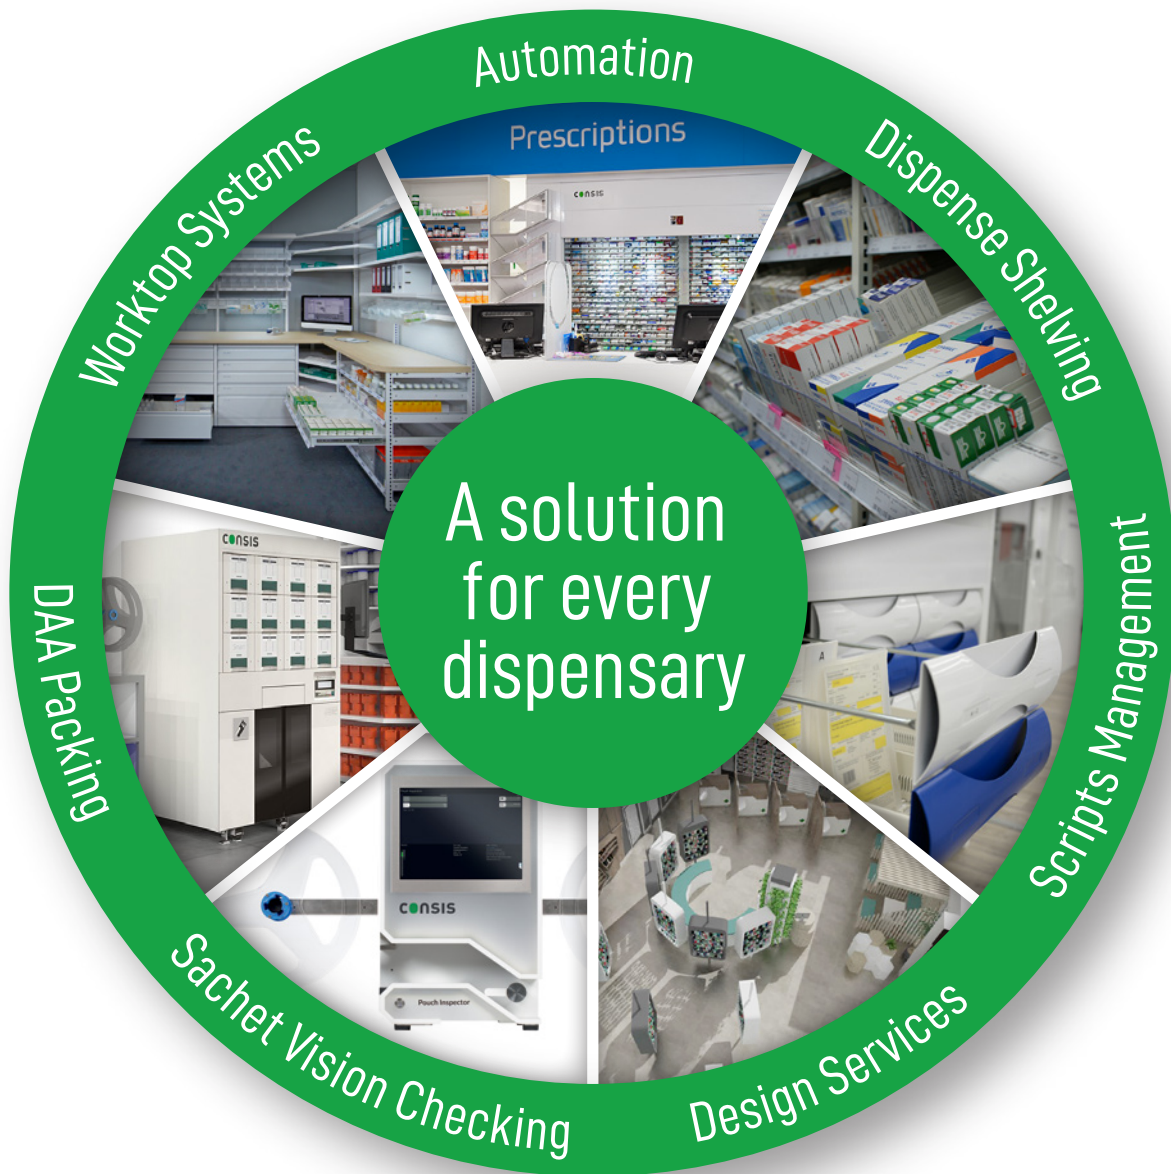 Automation
Dispense Shelving
Scripts Management
Design Services
Sachet Vision Checking
DAA Packing
Worktop Systems
Prescriptions
CONSIS
A
CONSIS
Pouch Inspector
CONSIS
A solution
for every
dispensary